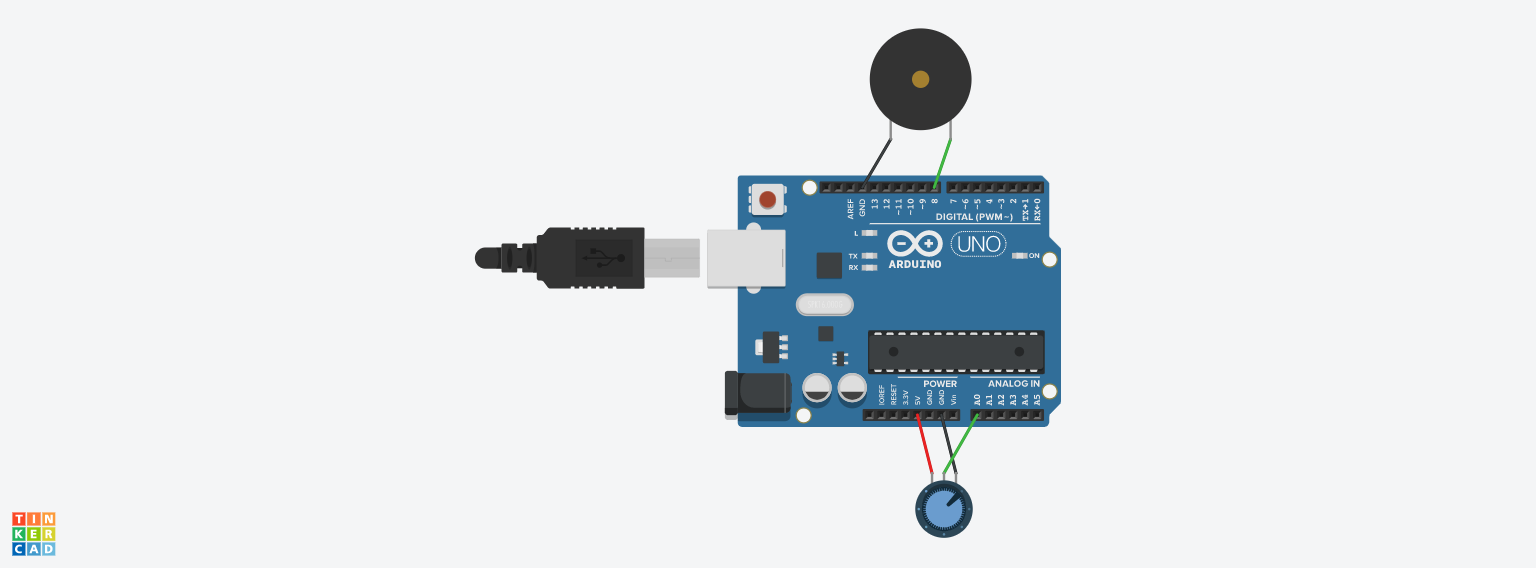 AREF
GND
13
12
~11
~10
~9
8
7
~6
~5
4
~3
2
TX→1
RX←0
DIGITAL (PWM~)
L
TX
RX
UNO
ARDUINO
ON
POWER
ANALOG IN
IOREF
RESET
3.3V
5V
GND
GND
Vin
A0
A1
A2
A3
A4
A5
TIN
KER
CAD